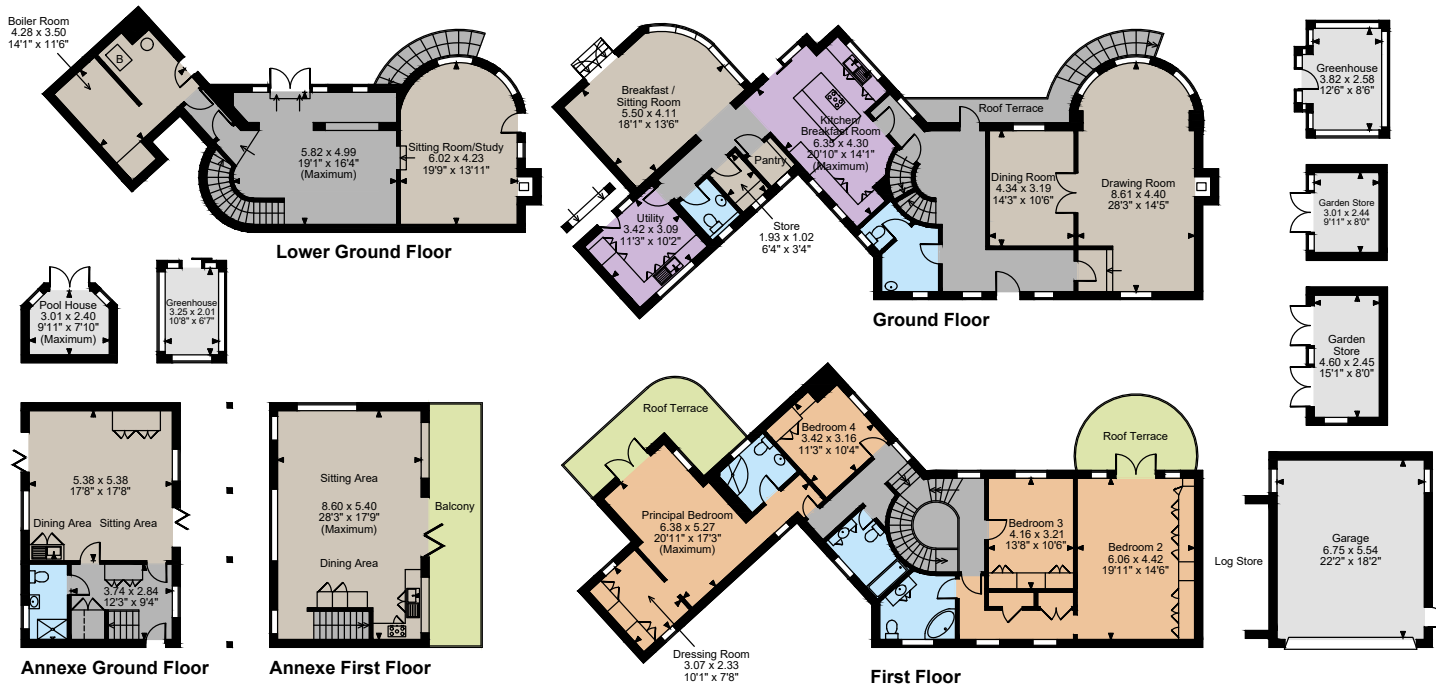 Boiler Room
4.28 x 3.50
14'1" x 11'6"
B
5.82 x 4.99
19'1" x 16'4"
(Maximum)
Sitting Room/Study
6.02 x 4.23
19'9" x 13'11"
Lower Ground Floor
Breakfast /
Sitting Room
5.50 x 4.11
18'1" x 13'6"
Kitchen/
Breakfast Room
6.35 x 4.30
20'10" x 14'1"
(Maximum)
Pantry
Utility
3.42 x 3.09
11'3" x 10'2"
Store
1.93 x 1.02
6'4" x 3'4"
Roof Terrace
Dining Room
4.34 x 3.19
14'3" x 10'6"
Drawing Room
8.61 x 4.40
28'3" x 14'5"
Ground Floor
Greenhouse
3.82 x 2.58
12'6" x 8'6"
Garden Store
3.01 x 2.44
9'11" x 8'0"
Garden
Store
4.60 x 2.45
15'1" x 8'0"
Pool House
3.01 x 2.40
9'11" x 7'10"
(Maximum)
Greenhouse
3.25 x 2.01
10'8" x 6'7"
5.38 x 5.38
17'8" x 17'8"
Dining Area
Sitting Area
3.74 x 2.84
12'3" x 9'4"
Annexe Ground Floor
Sitting Area
8.60 x 5.40
28'3" x 17'9"
(Maximum)
Dining Area
Balcony
Annexe First Floor
Roof Terrace
Bedroom 4
3.42 x 3.16
11'3" x 10'4"
Principal Bedroom
6.38 x 5.27
20'11" x 17'3"
(Maximum)
Dressing Room
3.07 x 2.33
10'1" x 7'8"
Roof Terrace
Bedroom 3
4.16 x 3.21
13'8" x 10'6"
Bedroom 2
6.06 x 4.42
19'11" x 14'6"
First Floor
Log Store
Garage
6.75 x 5.54
22'2" x 18'2"